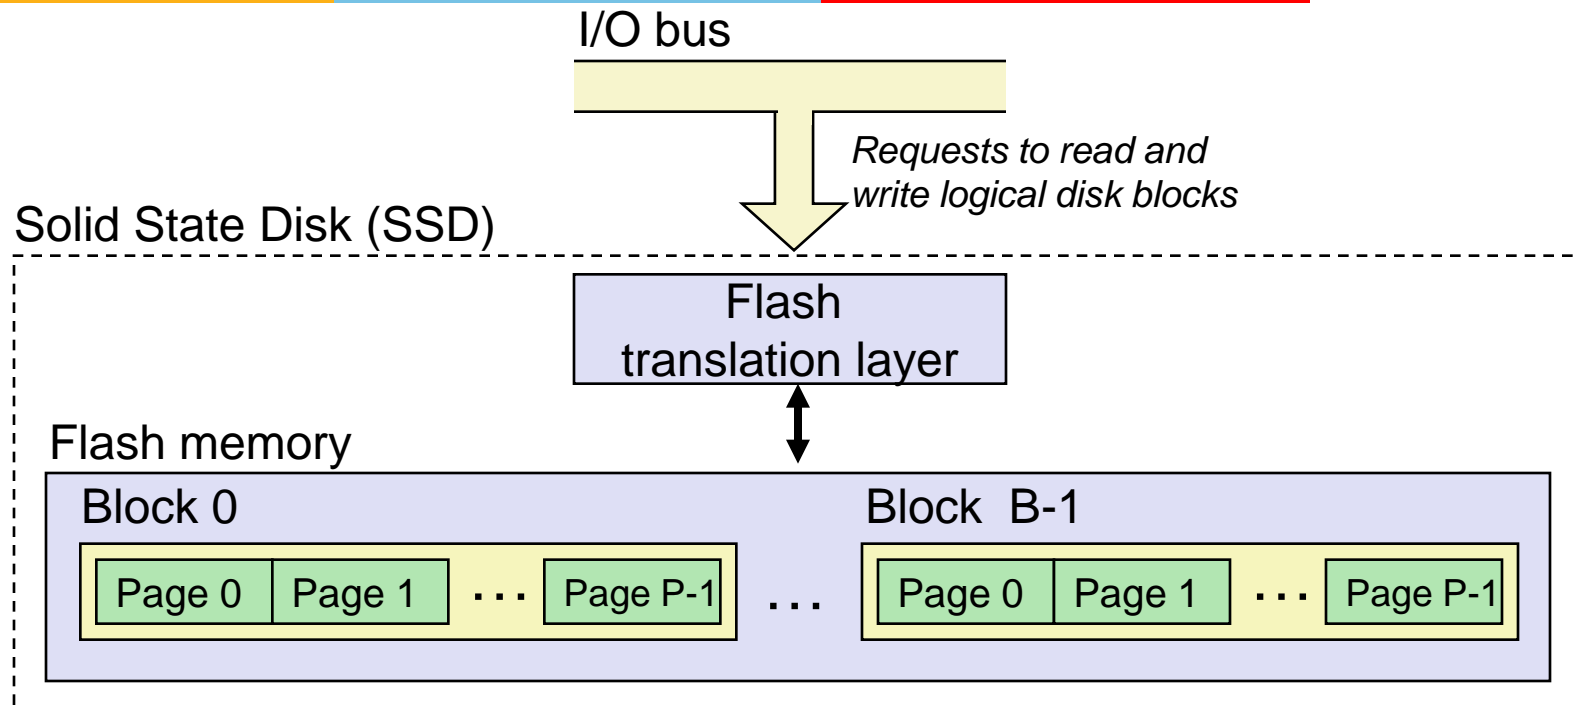 I/O bus
Requests to read and
write logical disk blocks
Solid State Disk (SSD)
Flash
translation layer
Flash memory
Block 0
Block B-1
Page 0 Page 1 ... Page P-1 ... Page 0 Page 1 ... Page P-1